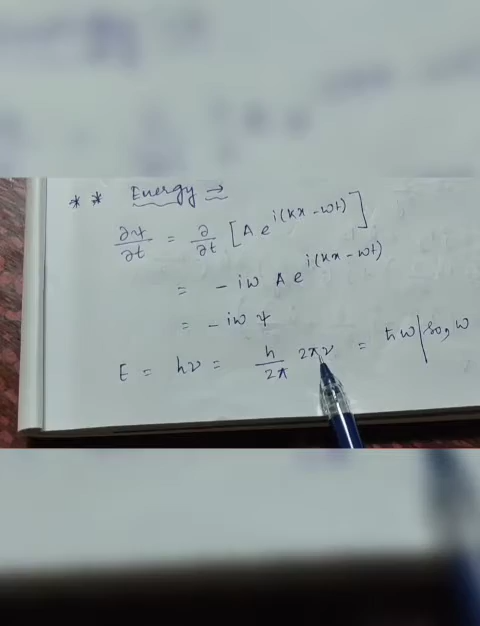 ** Energy ⇒
∂ψ/∂t = ∂/∂t [A e^{i(kx - ωt)}]
= - iω A e^{i(kx - ωt)}
= - iω ψ
E = hν = h/2π 2πν = ħω | so, ω